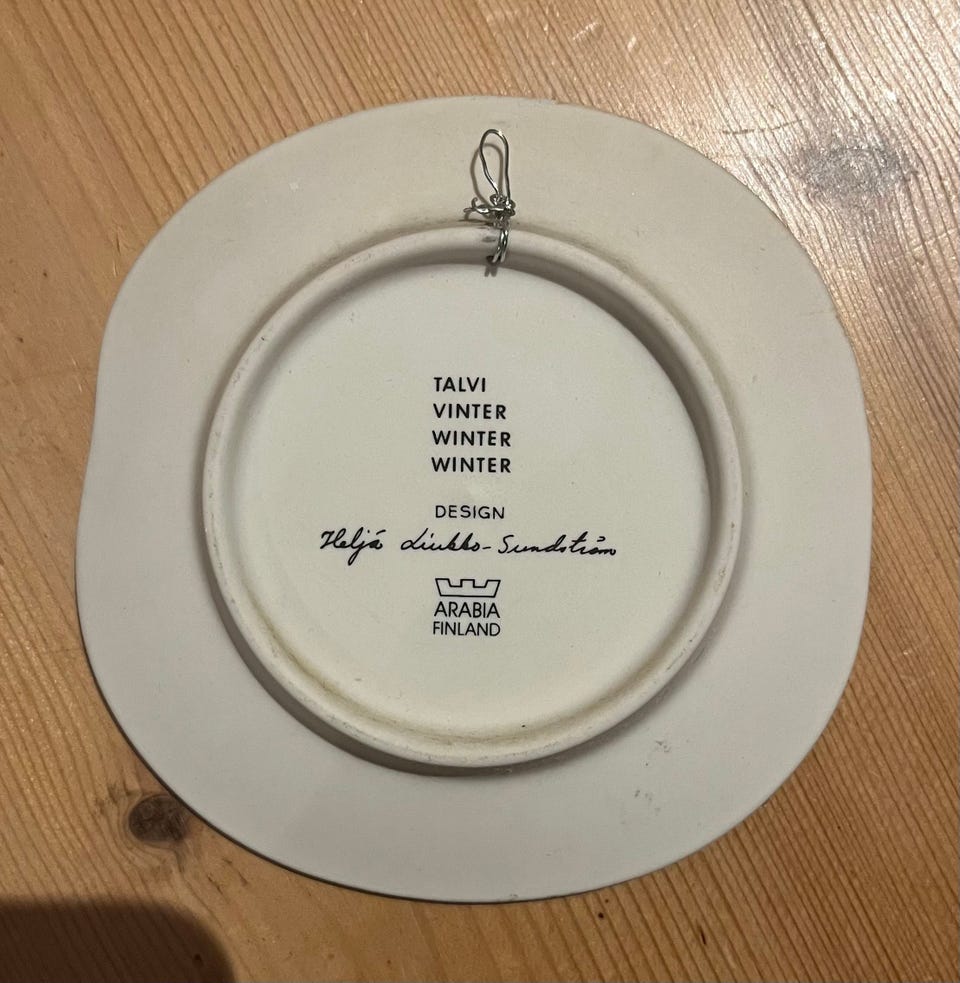 TALVI
VINTER
WINTER
WINTER
DESIGN
Heljä Liukko-Sundström
ARABIA
FINLAND